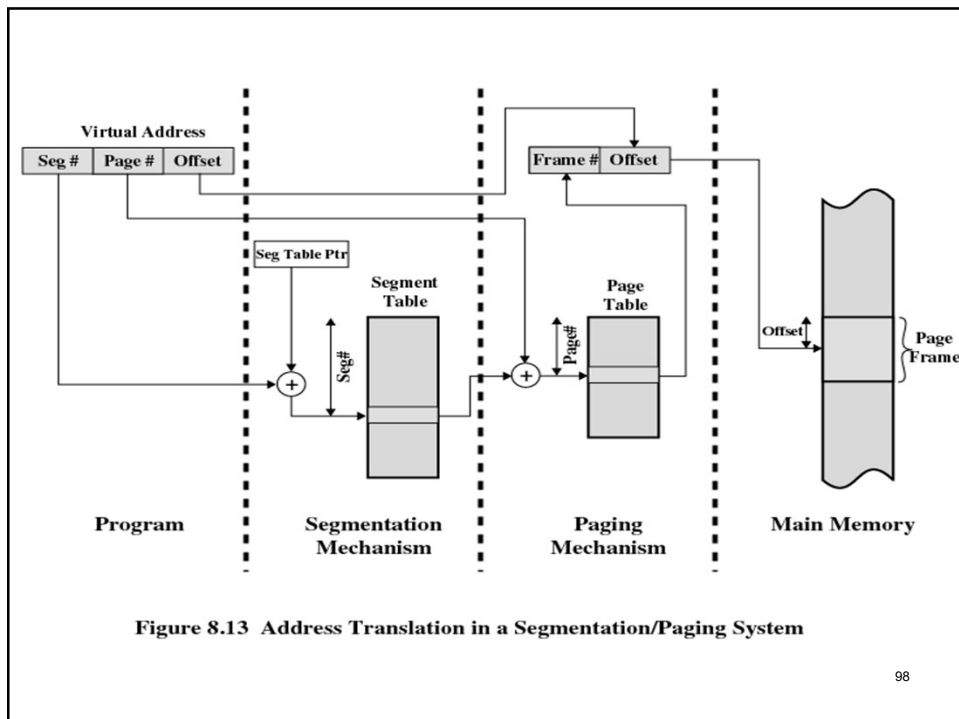 Virtual Address
Seg # Page # Offset
Frame # Offset
Seg Table Ptr
Segment
Table
Page
Table
Seg#
Page#
Offset
Page
Frame
+
+
Program
Segmentation
Mechanism
Paging
Mechanism
Main Memory
Figure 8.13 Address Translation in a Segmentation/Paging System
98